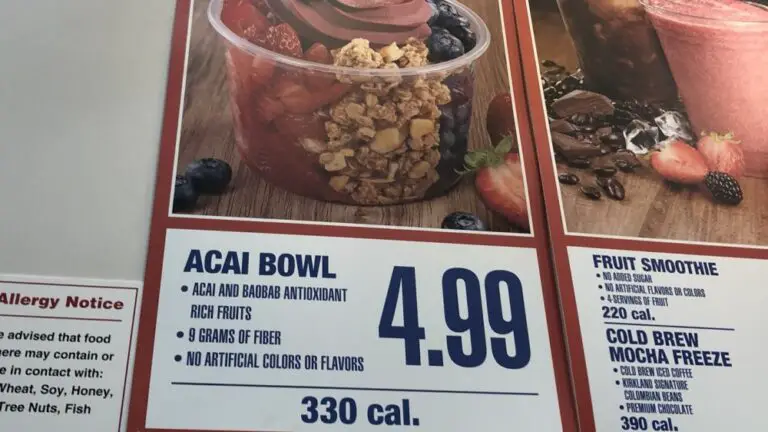 Allergy Notice
advised that food
may contain or
in contact with:
Wheat, Soy, Honey,
Tree Nuts, Fish
ACAI BOWL
• ACAI AND BAOBAB ANTIOXIDANT
RICH FRUITS
• 9 GRAMS OF FIBER
• NO ARTIFICIAL COLORS OR FLAVORS
4.99
330 cal.
FRUIT SMOOTHIE
• NO ADDED SUGAR
• NO ARTIFICIAL FLAVORS OR COLORS
• 4 SERVINGS OF FRUIT
220 cal.
COLD BREW
MOCHA FREEZE
• COLD BREW ICED COFFEE
• KIRKLAND SIGNATURE
COLUMBIAN BEANS
• PREMIUM CHOCOLATE
390 cal.